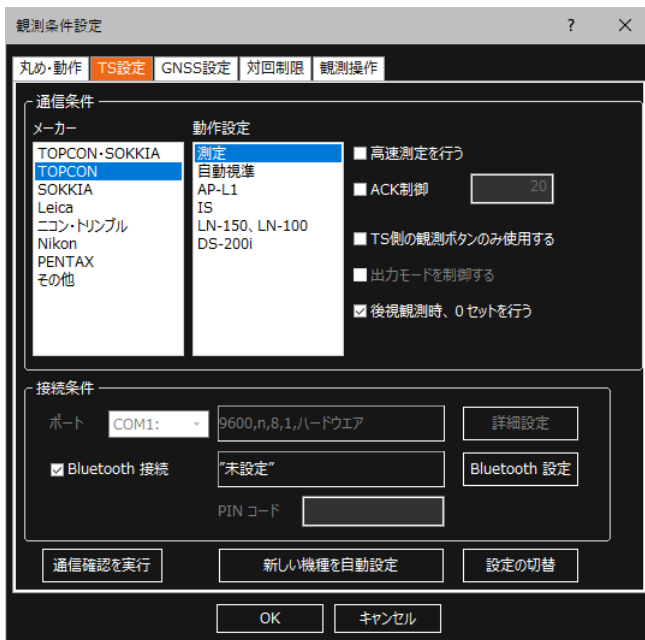 観測条件設定 ?
丸め・動作 TS設定 GNSS設定 対回制限 観測操作
通信条件
メーカー
TOPCON・SOKKIA
TOPCON
SOKKIA
Leica
ニコン・トリンブル
Nikon
PENTAX
その他
動作設定
測定
自動視準
AP-L1
IS
LN-150、LN-100
DS-200i
高速測定を行う
ACK制御 20
TS側の観測ボタンのみ使用する
出力モードを制御する
後視観測時、0セットを行う
接続条件
ポート COM1: 9600,n,8,1,ハードウエア 詳細設定
Bluetooth 接続 "未設定" Bluetooth 設定
PIN コード
通信確認を実行 新しい機種を自動設定 設定の切替
OK キャンセル